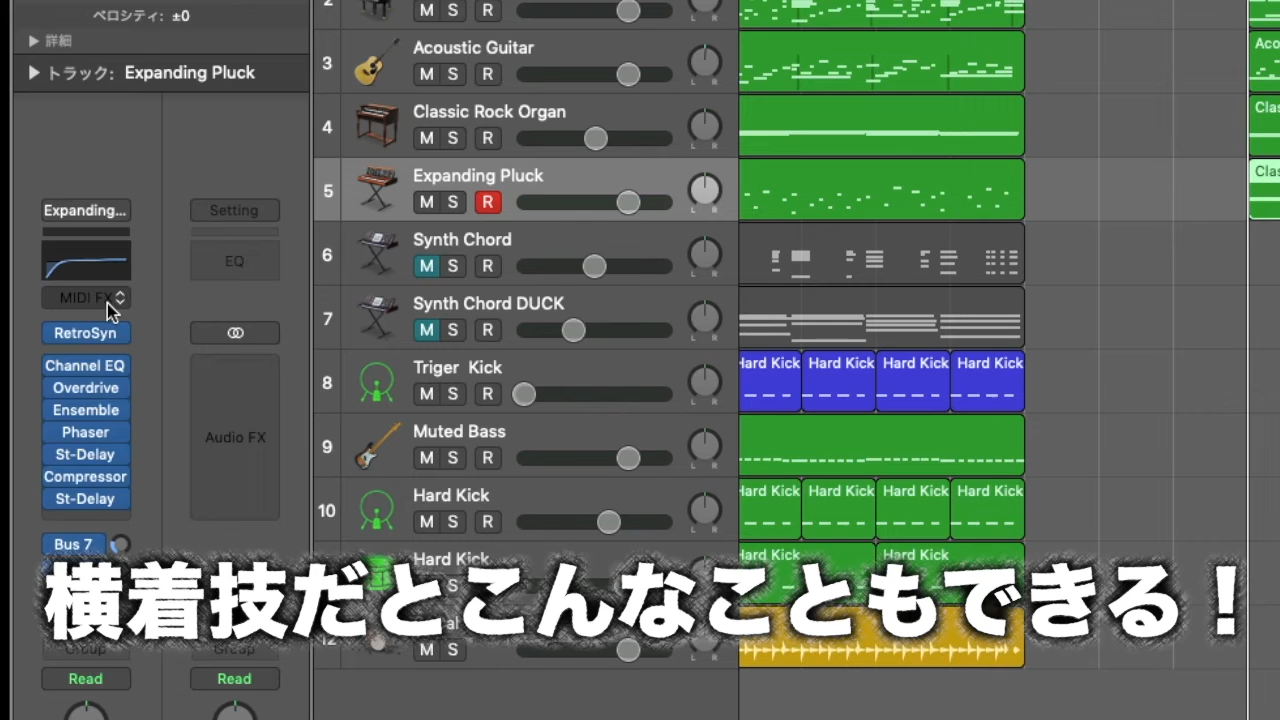 ベロシティ: ±0
▶ 詳細
▶ トラック: Expanding Pluck
Expanding...
Setting
EQ
MIDI FX
RetroSyn
Channel EQ
Overdrive
Ensemble
Phaser
St-Delay
Compressor
St-Delay
Audio FX
Bus 7
Group
Group
Read
Read
2
M S R
3
Acoustic Guitar
M S R
L R
4
Classic Rock Organ
M S R
L R
5
Expanding Pluck
M S R
L R
6
Synth Chord
M S R
L R
7
Synth Chord DUCK
M S R
L R
8
Triger Kick
M S R
L R
9
Muted Bass
M S R
L R
10
Hard Kick
M S R
L R
Hard Kick
S
12
M S
Hard Kick Hard Kick Hard Kick Hard Kick
Hard Kick Hard Kick Hard Kick Hard Kick
Hard Kick Hard Kick
Aco
Clas
Clas
横着技だとこんなこともできる！